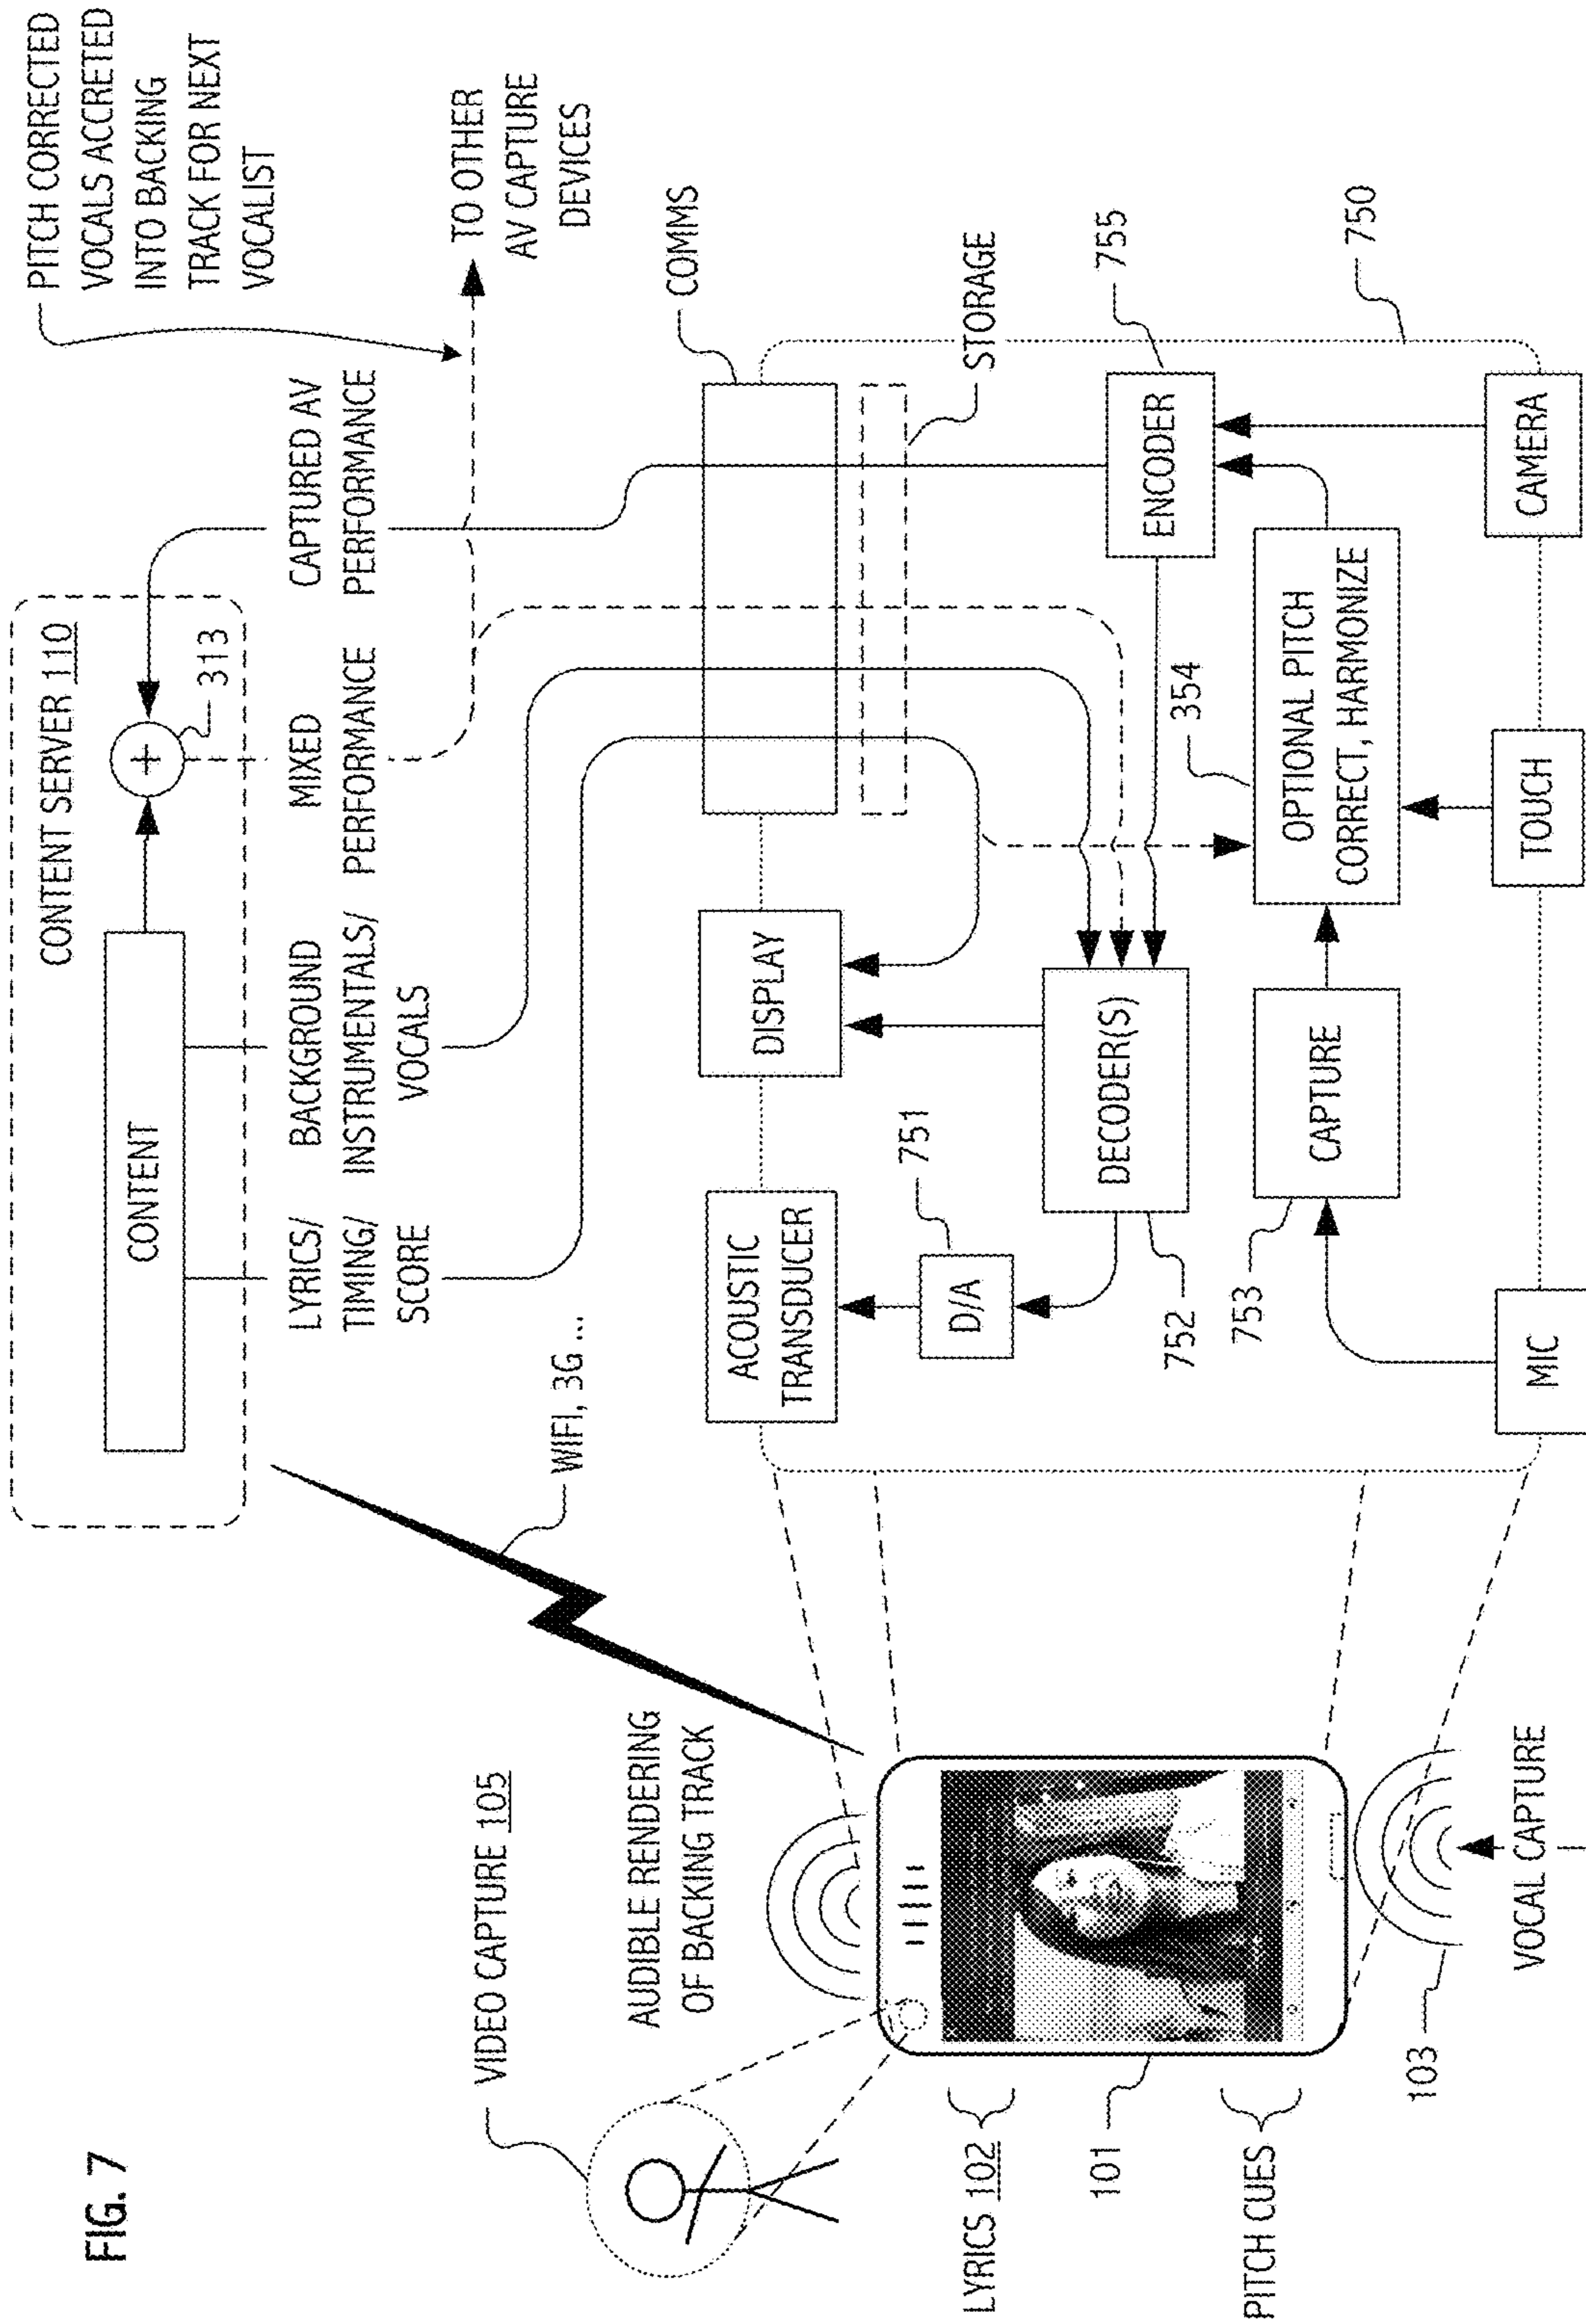 FIG. 7
VIDEO CAPTURE 105
AUDIBLE RENDERING
OF BACKING TRACK
LYRICS 102
101
PITCH CUES
103
VOCAL CAPTURE
WIFI, 3G ...
CONTENT SERVER 110
CONTENT
+
313
LYRICS/
TIMING/
SCORE
BACKGROUND
INSTRUMENTALS/
VOCALS
MIXED
PERFORMANCE
CAPTURED AV
PERFORMANCE
PITCH CORRECTED
VOCALS ACCRETED
INTO BACKING
TRACK FOR NEXT
VOCALIST
TO OTHER
AV CAPTURE
DEVICES
COMMS
STORAGE
ACOUSTIC
TRANSDUCER
DISPLAY
D/A
751
DECODER(S)
752
753
CAPTURE
354
OPTIONAL PITCH
CORRECT, HARMONIZE
ENCODER
755
750
MIC
TOUCH
CAMERA